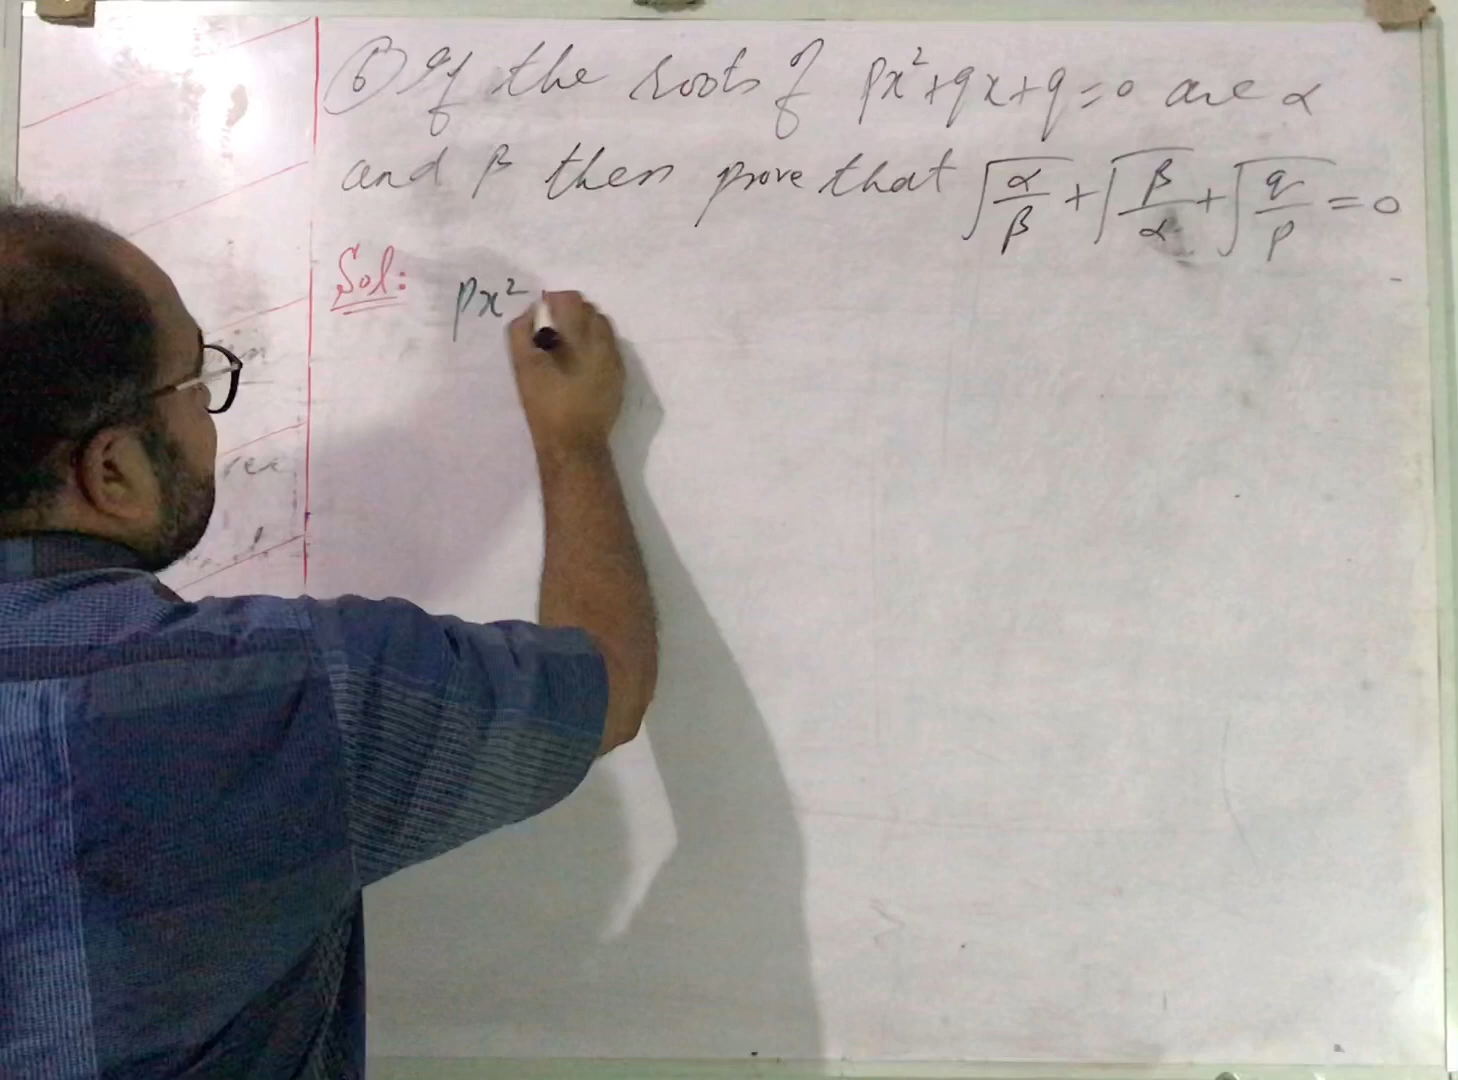 ⑥ If the roots of px²+qx+q=0 are α
and β then prove that √(α/β) + √(β/α) + √(q/p) = 0
Sol:
px²